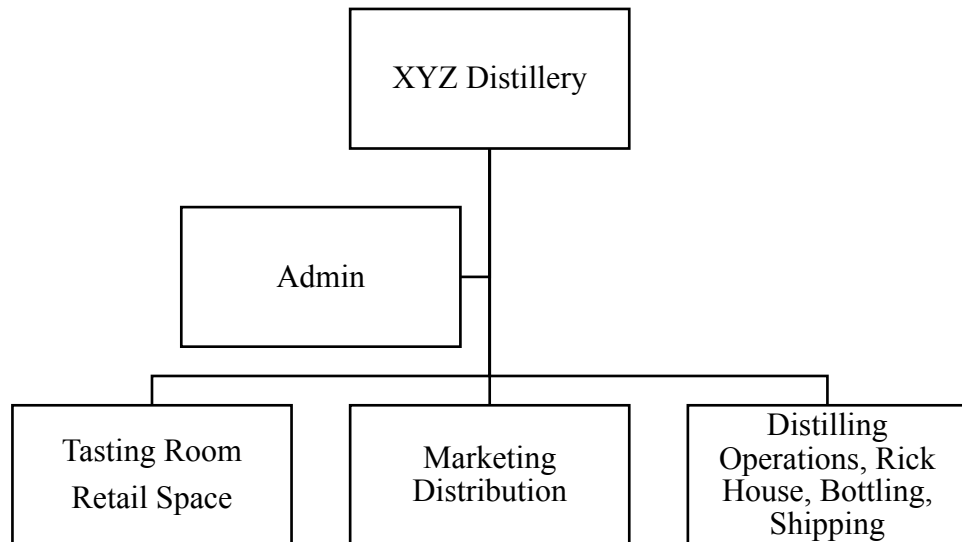 XYZ Distillery
Admin
Tasting Room
Retail Space
Marketing
Distribution
Distilling
Operations, Rick
House, Bottling,
Shipping